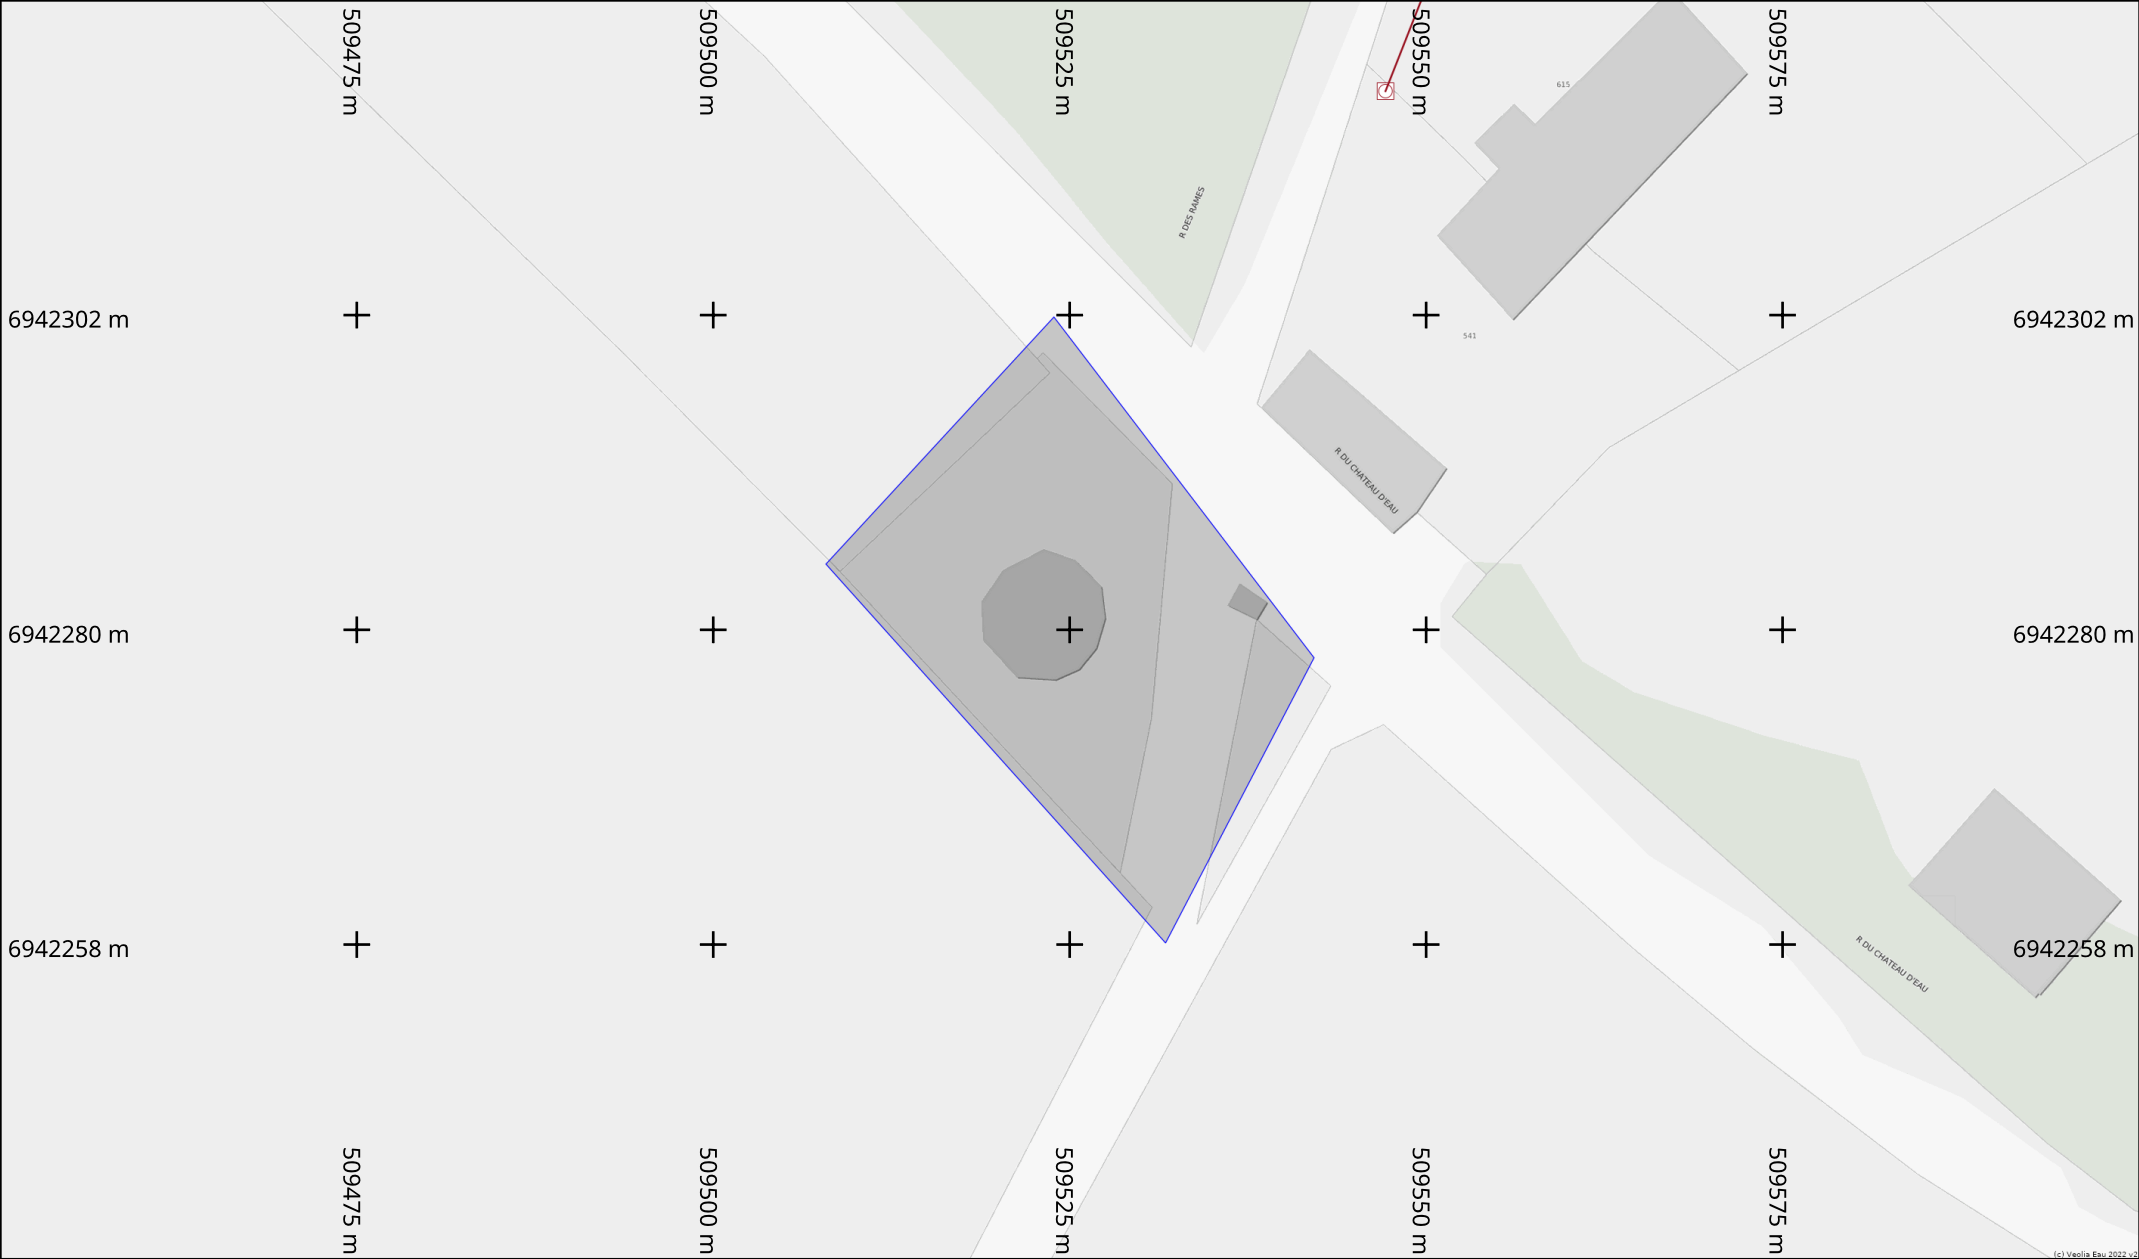 509475 m
509500 m
509525 m
509550 m
509575 m
615
R DES RAMES
6942302 m
6942302 m
541
R DU CHATEAU D'EAU
6942280 m
6942280 m
6942258 m
6942258 m
R DU CHATEAU D'EAU
509475 m
509500 m
509525 m
509550 m
509575 m
(c) Veolia Eau 2022 v2